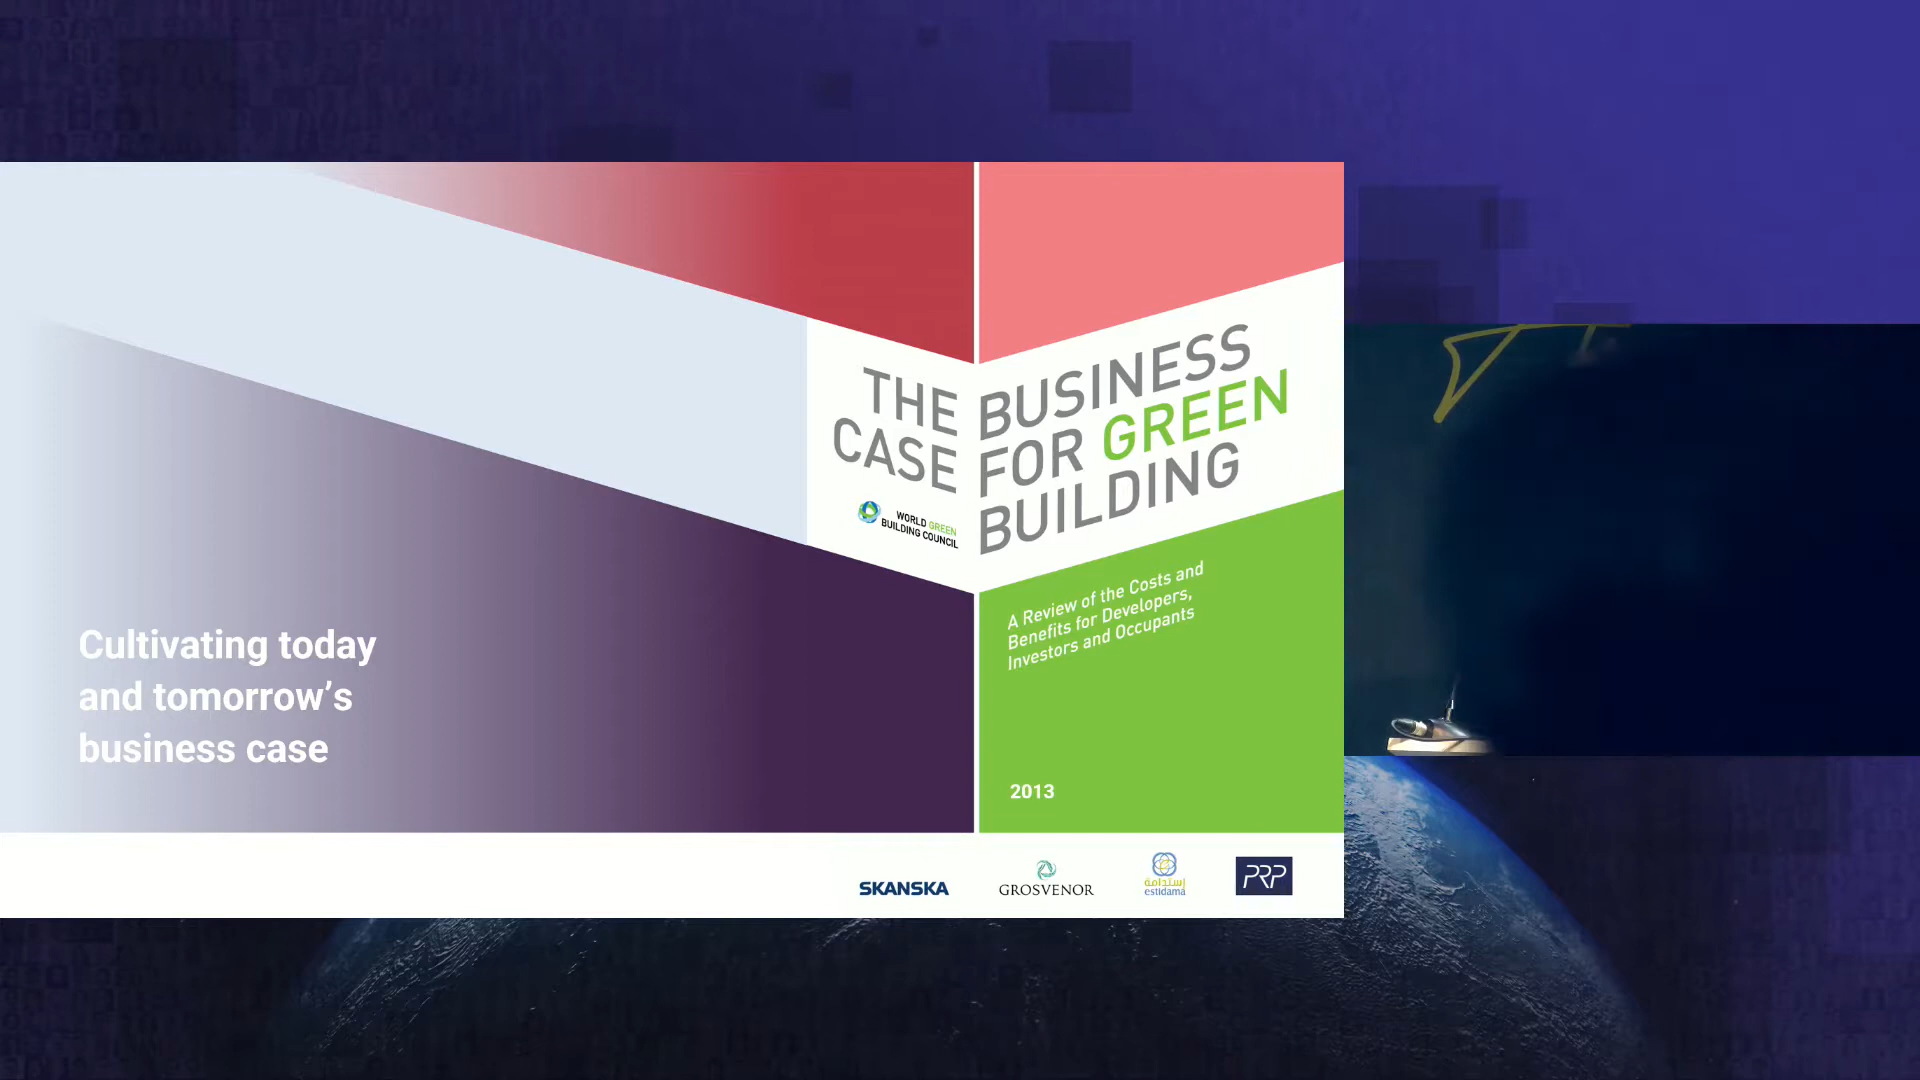 THE
CASE
BUSINESS
FOR GREEN
BUILDING
WORLD GREEN
BUILDING COUNCIL
A Review of the Costs and
Benefits for Developers,
Investors and Occupants
Cultivating today
and tomorrow’s
business case
2013
SKANSKA
GROSVENOR
استدامة
estidama
PRP